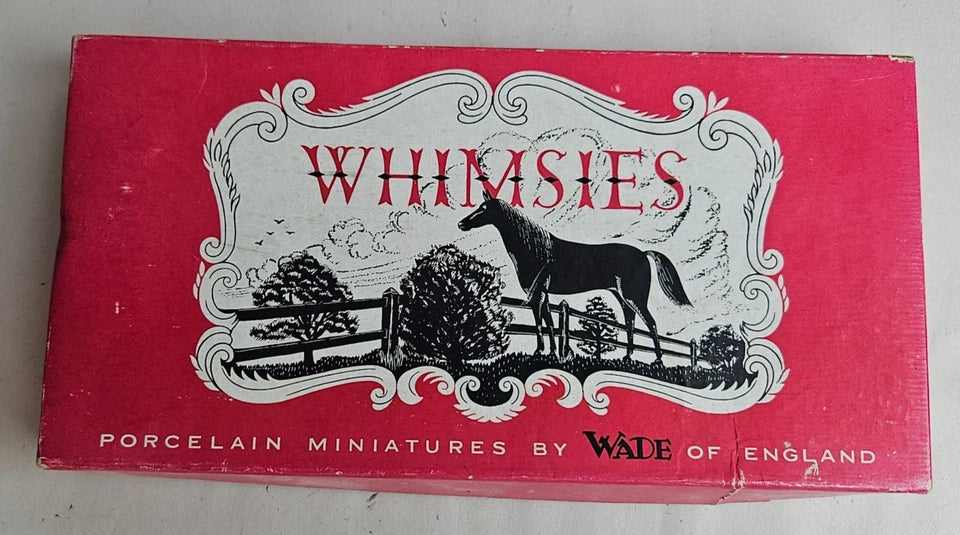 WHIMSIES
PORCELAIN MINIATURES BY WADE OF ENGLAND